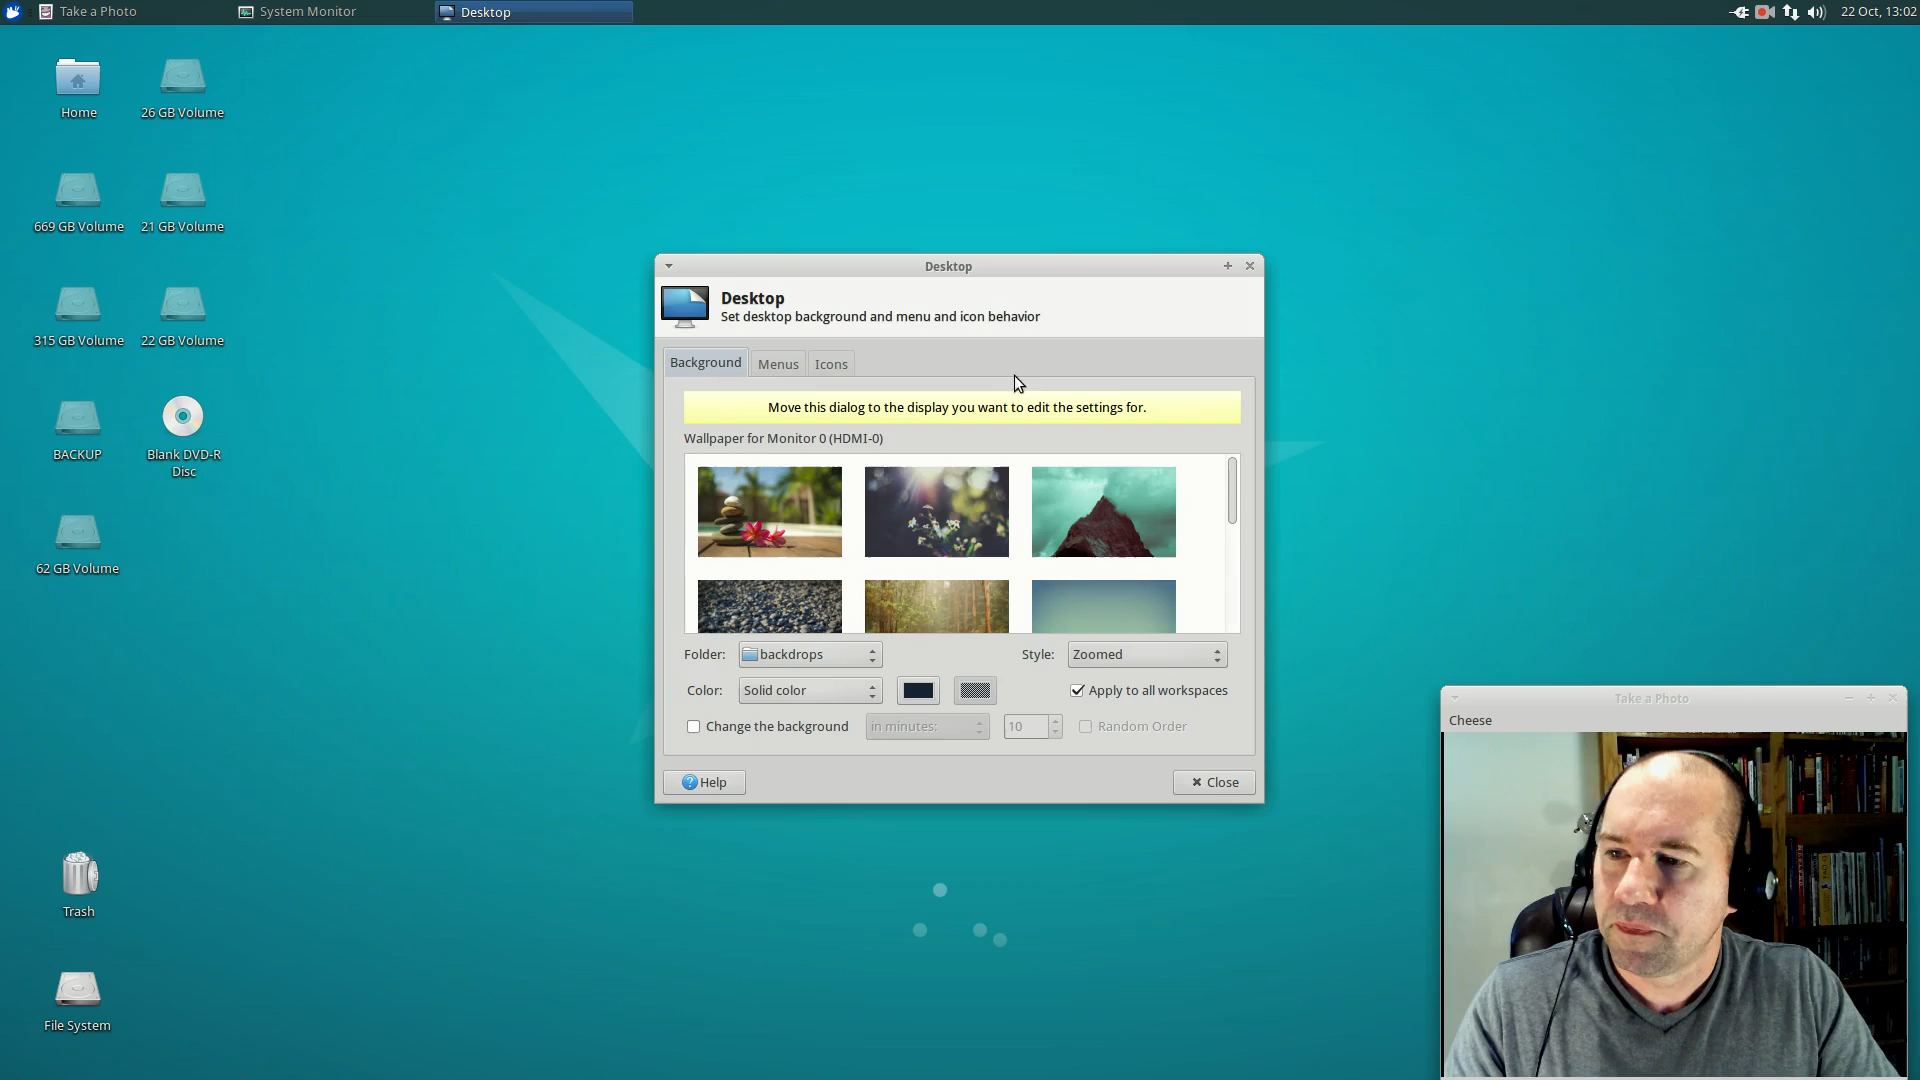 Take a Photo
System Monitor
Desktop
22 Oct, 13:02
Home
26 GB Volume
669 GB Volume
21 GB Volume
315 GB Volume
22 GB Volume
BACKUP
Blank DVD-R
Disc
62 GB Volume
Trash
File System
Desktop
Desktop
Set desktop background and menu and icon behavior
Background
Menus
Icons
Move this dialog to the display you want to edit the settings for.
Wallpaper for Monitor 0 (HDMI-0)
Folder:
backdrops
Style:
Zoomed
Color:
Solid color
Apply to all workspaces
Change the background
in minutes:
10
Random Order
Help
Close
Take a Photo
Cheese